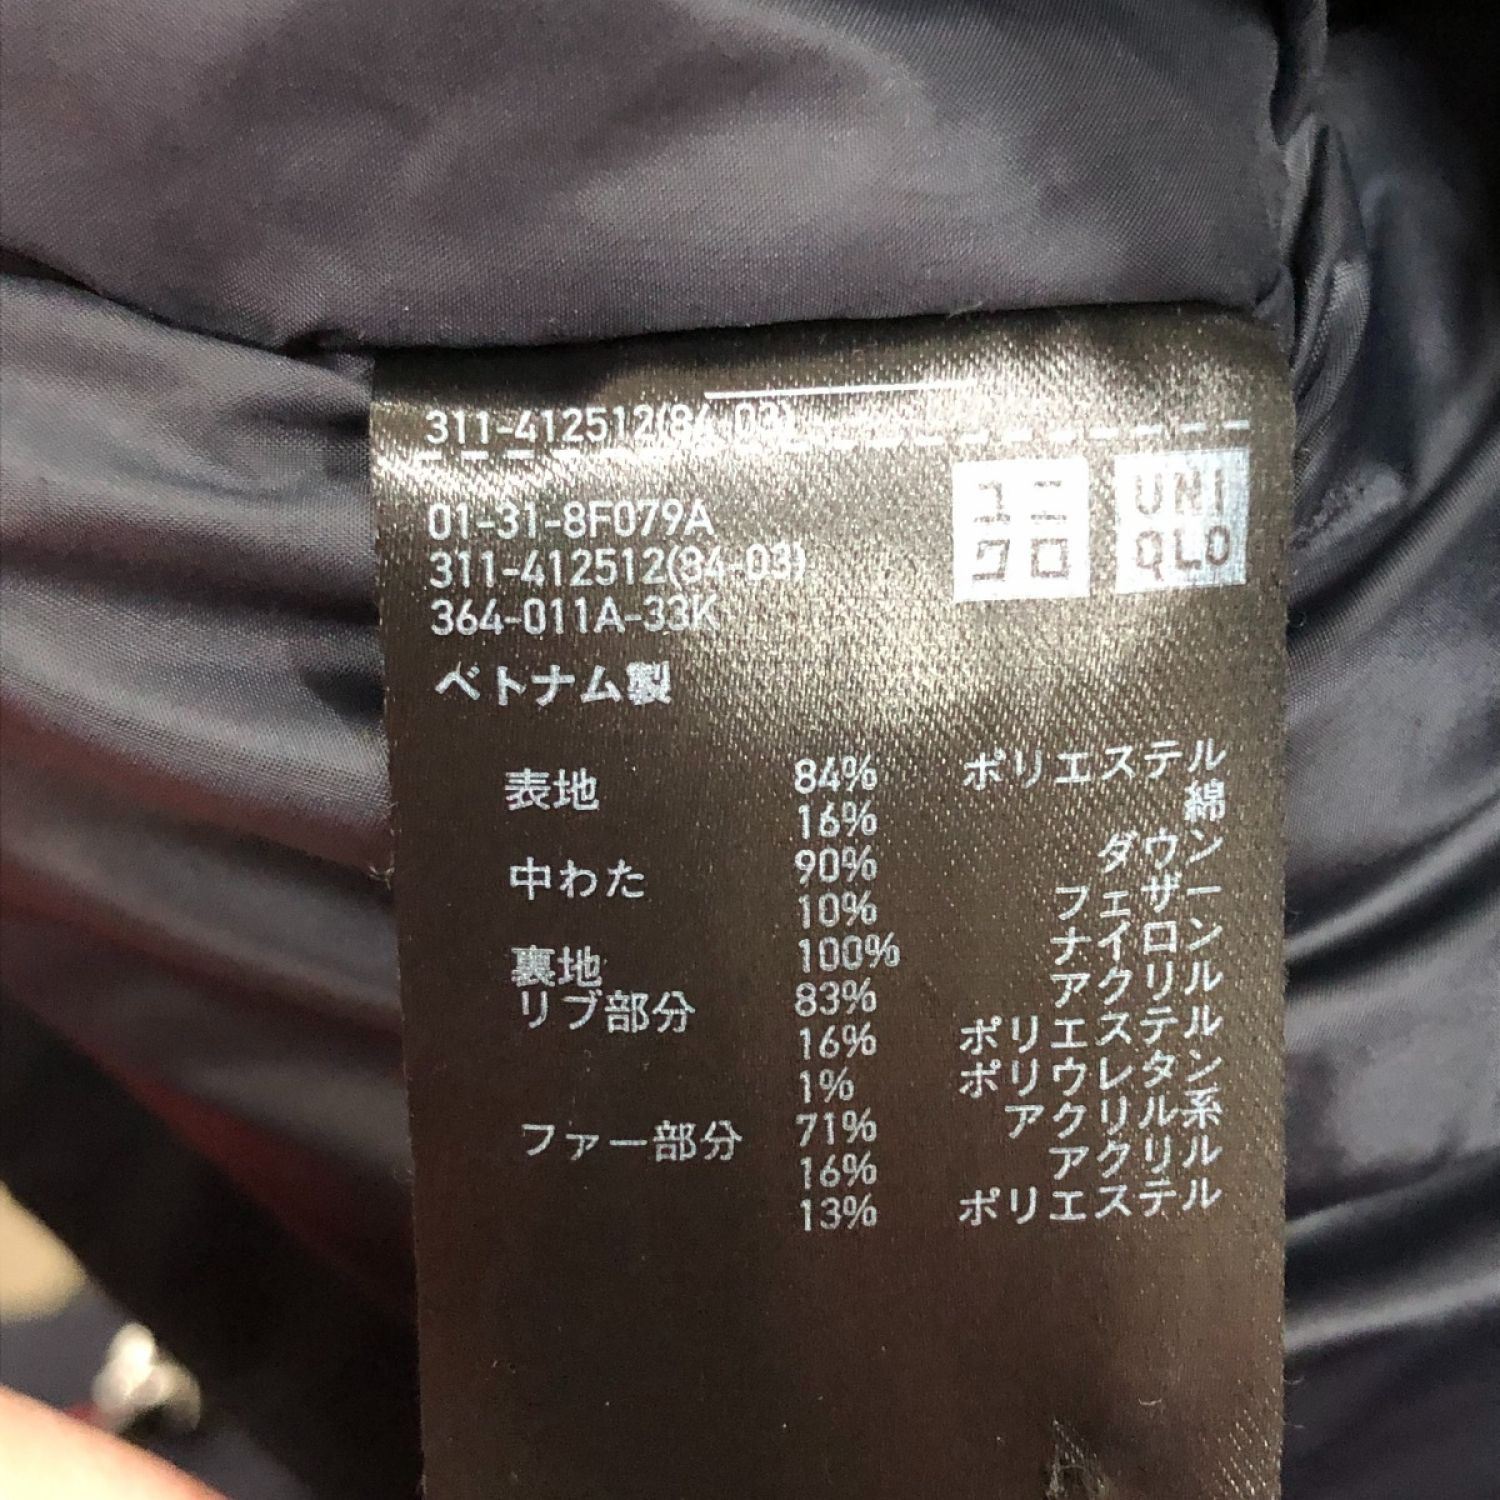 311-412512(84-03)
ユニ
クロ
UNI
QLO
01-31-8F079A
311-412512(84-03)
364-011A-33K
ベトナム製
表地 84% ポリエステル
16% 綿
中わた 90% ダウン
10% フェザー
裏地 100% ナイロン
リブ部分 83% アクリル
16% ポリエステル
1% ポリウレタン
ファー部分 71% アクリル系
16% アクリル
13% ポリエステル